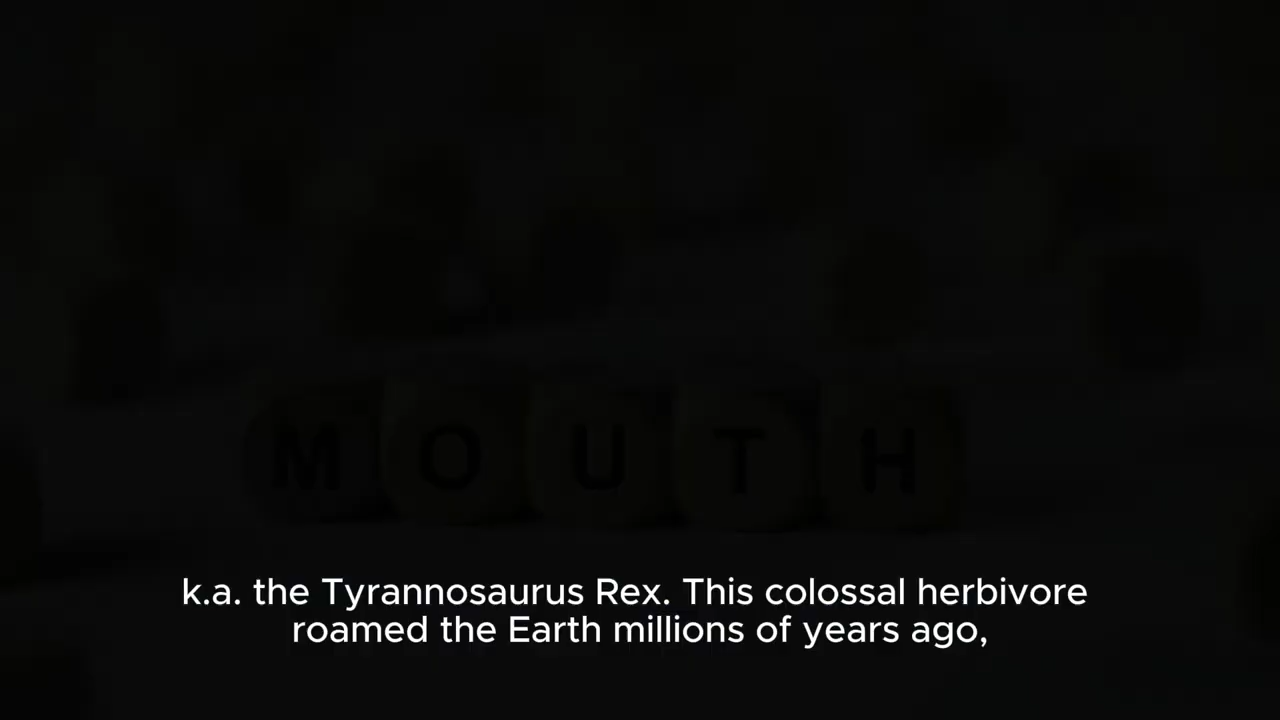 MOUTH
k.a. the Tyrannosaurus Rex. This colossal herbivore
roamed the Earth millions of years ago,